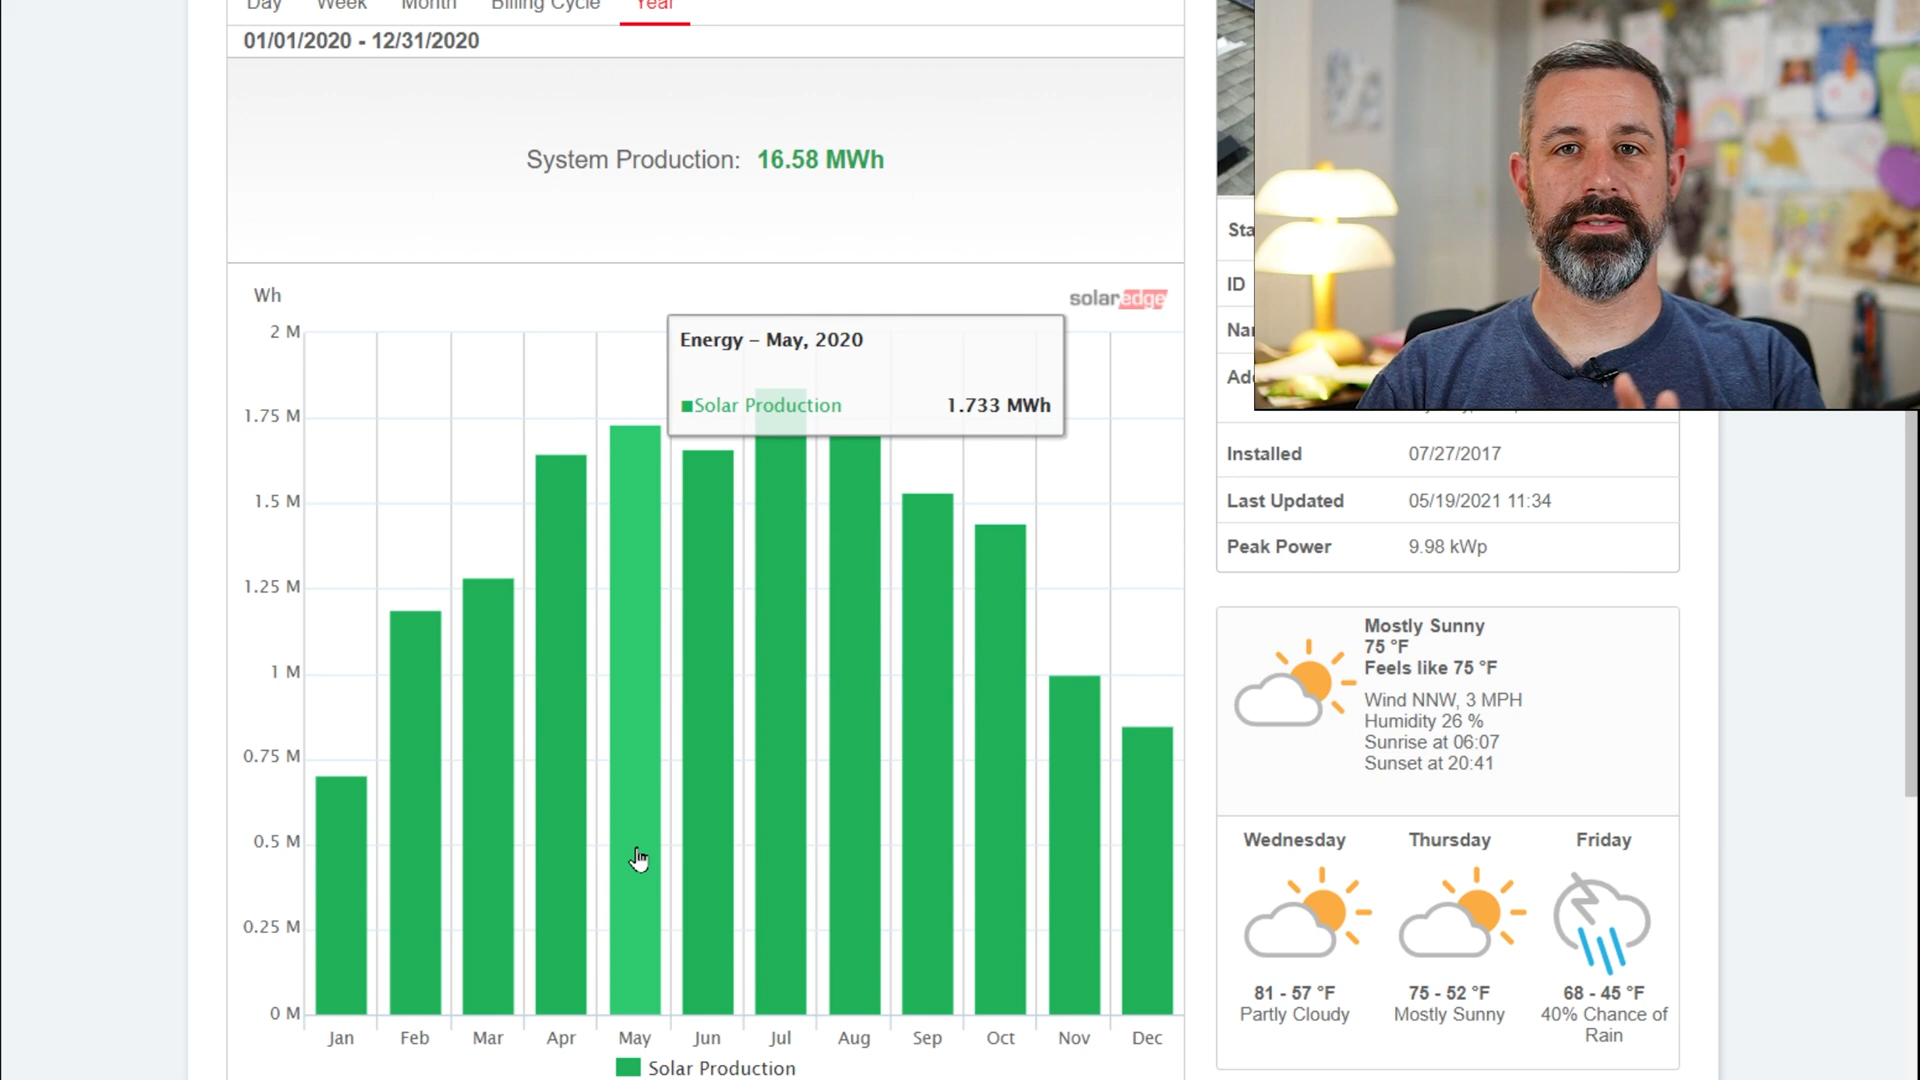 Day Week Month Billing Cycle Year
01/01/2020 - 12/31/2020
System Production: 16.58 MWh
Wh
solaredge
2 M
1.75 M
1.5 M
1.25 M
1 M
0.75 M
0.5 M
0.25 M
0 M
Energy – May, 2020
Solar Production 1.733 MWh
Jan Feb Mar Apr May Jun Jul Aug Sep Oct Nov Dec
Solar Production
ID
Installed 07/27/2017
Last Updated 05/19/2021 11:34
Peak Power 9.98 kWp
Mostly Sunny
75 °F
Feels like 75 °F
Wind NNW, 3 MPH
Humidity 26 %
Sunrise at 06:07
Sunset at 20:41
Wednesday Thursday Friday
81 - 57 °F 75 - 52 °F 68 - 45 °F
Partly Cloudy Mostly Sunny 40% Chance of
Rain